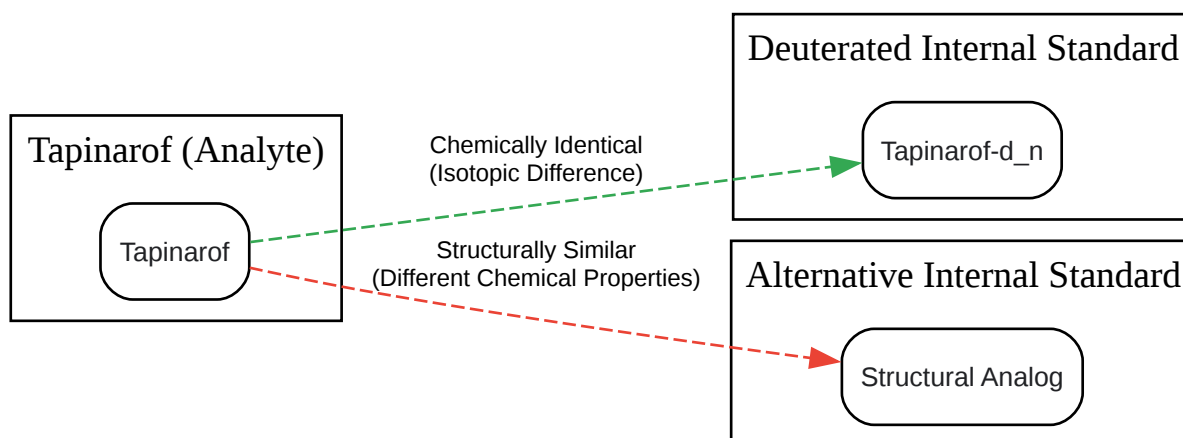 Tapinarof (Analyte)
Tapinarof
Chemically Identical
(Isotopic Difference)
Structurally Similar
(Different Chemical Properties)
Deuterated Internal Standard
Tapinarof-d_n
Alternative Internal Standard
Structural Analog